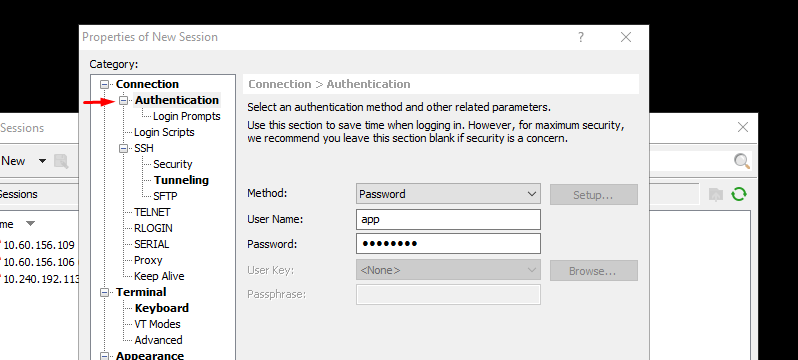 Properties of New Session
Category:
Connection
Authentication
Login Prompts
Login Scripts
SSH
Security
Tunneling
SFTP
TELNET
RLOGIN
SERIAL
Proxy
Keep Alive
Terminal
Keyboard
VT Modes
Advanced
Appearance
Connection > Authentication
Select an authentication method and other related parameters.
Use this section to save time when logging in. However, for maximum security,
we recommend you leave this section blank if security is a concern.
Method: Password Setup...
User Name: app
Password: ●●●●●●●●
User Key: <None> Browse...
Passphrase:
Sessions
New
Sessions
me
10.60.156.109
10.60.156.106
10.240.192.113